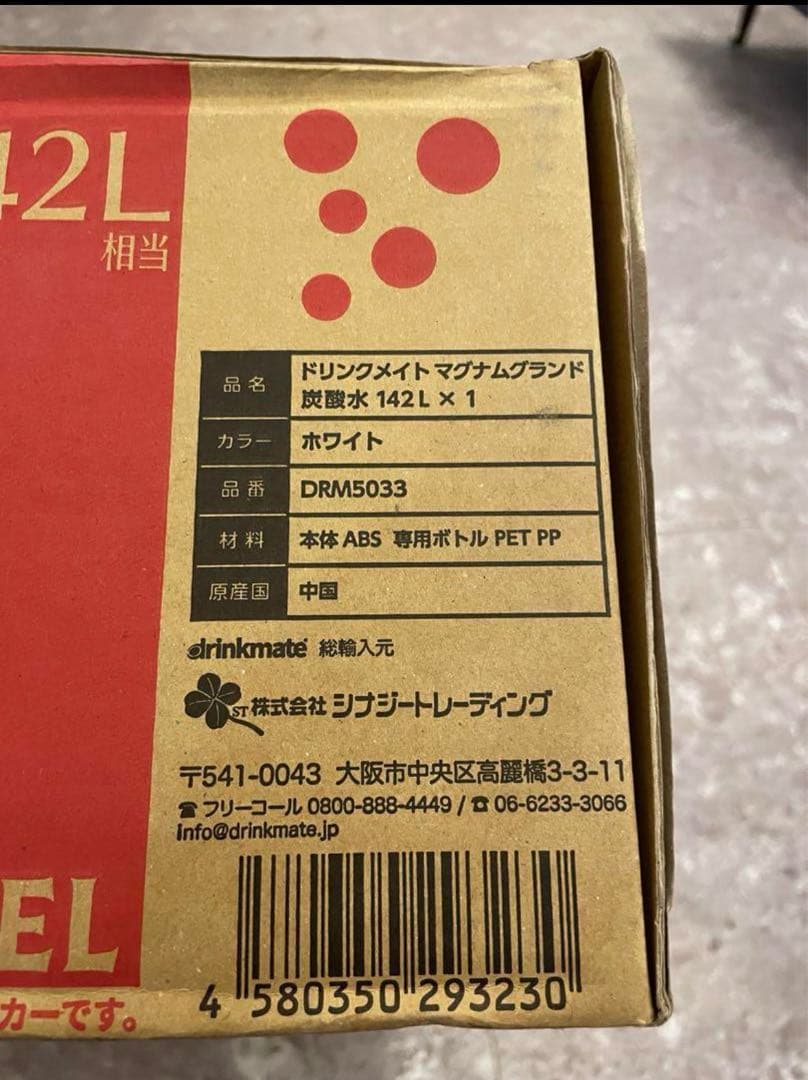 42L
相当
品名 ドリンクメイト マグナムグランド
炭酸水 142L × 1
カラー ホワイト
品番 DRM5033
材料 本体 ABS 専用ボトル PET PP
原産国 中国
drinkmate 総輸入元
ST 株式会社 シナジートレーディング
〒541-0043 大阪市中央区高麗橋3-3-11
☎フリーコール 0800-888-4449 / ☎ 06-6233-3066
info@drinkmate.jp
EL
カーです。
4 580350 293230